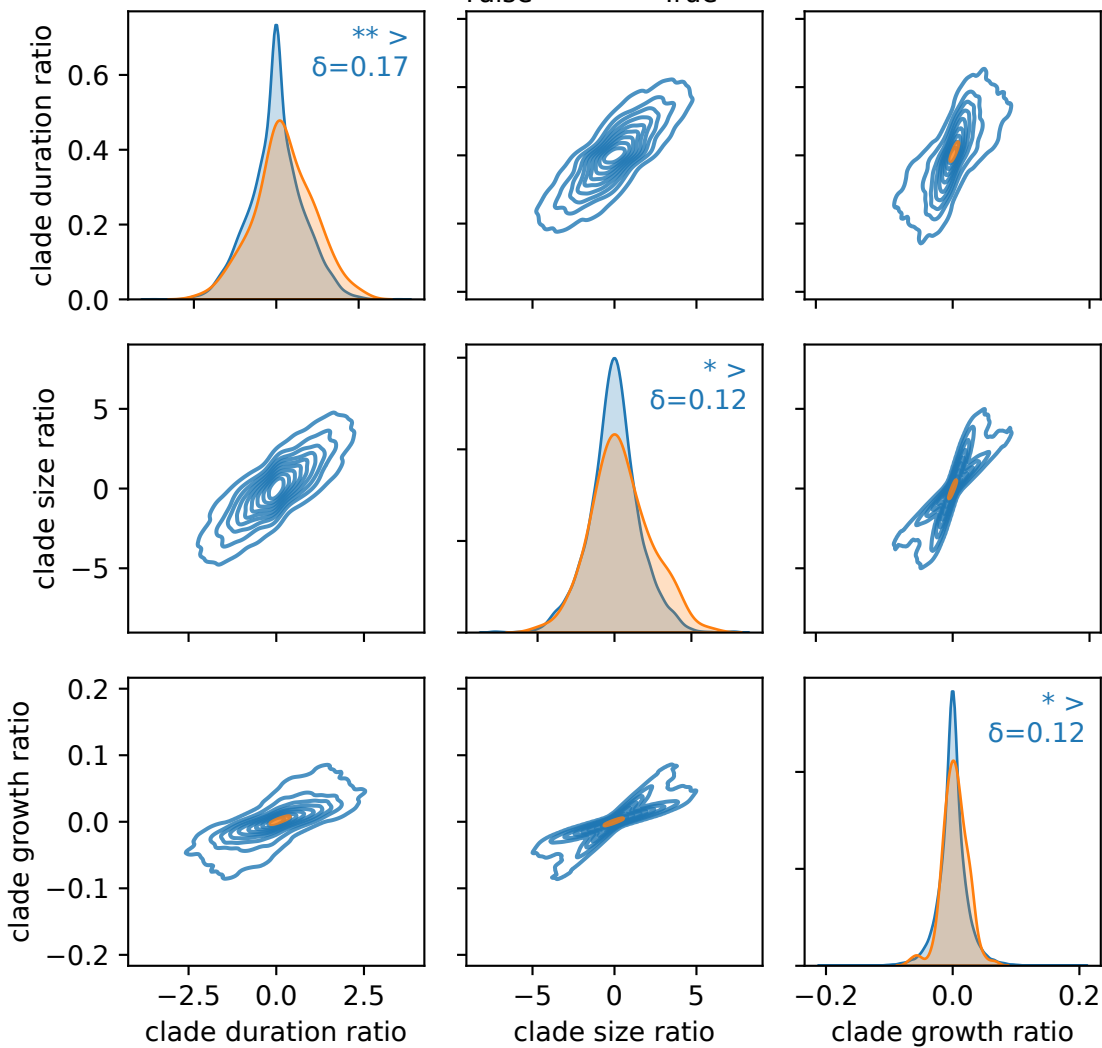 clade duration ratio
0.6
0.4
0.2
0.0
** >
δ=0.17
clade size ratio
5
0
−5
* >
δ=0.12
clade growth ratio
0.2
0.1
0.0
−0.1
−0.2
* >
δ=0.12
−2.5 0.0 2.5
−5 0 5
−0.2 0.0 0.2
clade duration ratio
clade size ratio
clade growth ratio